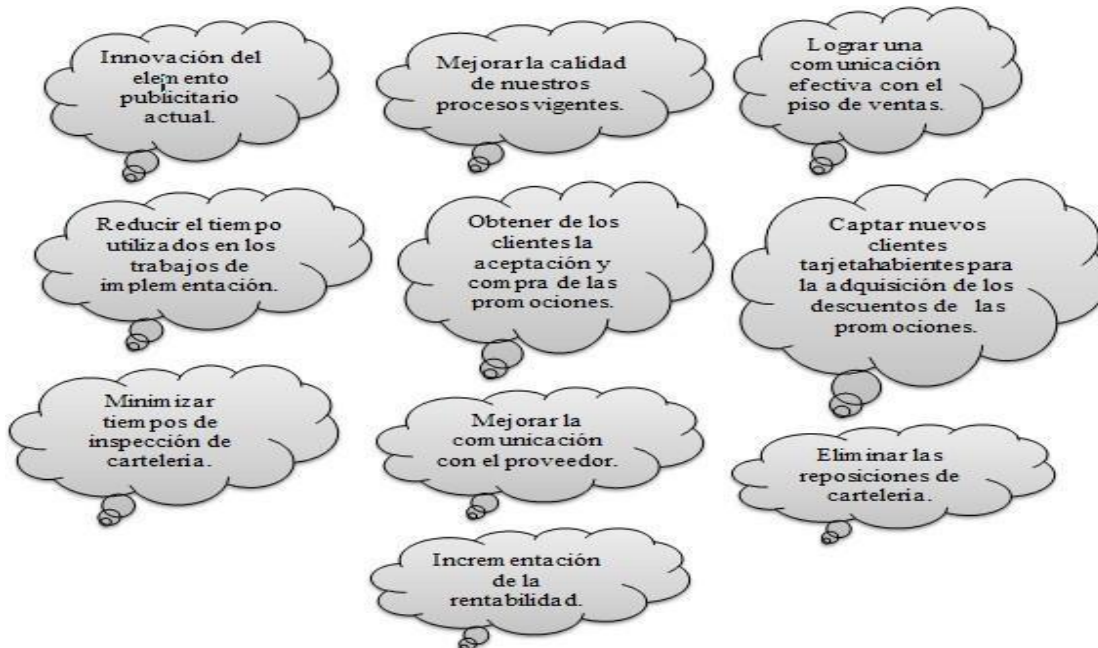 Innovación del
elemento
publicitario
actual.
Mejorar la calidad
de nuestros
procesos vigentes.
Lograr una
comunicación
efectiva con el
piso de ventas.
Reducir el tiempo
utilizados en los
trabajos de
implementación.
Obtener de los
clientes la
aceptación y
compra de las
promociones.
Captar nuevos
clientes
tarjetahabientes para
la adquisición de los
descuentos de las
promociones.
Minimizar
tiempos de
inspección de
cartelería.
Mejorar la
comunicación
con el proveedor.
Eliminar las
reposiciones de
cartelería.
Incrementación
de la
rentabilidad.